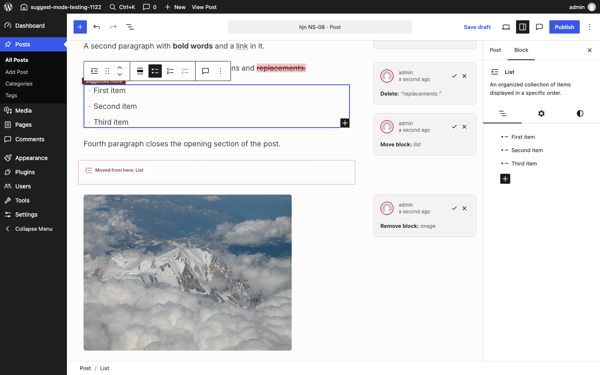 suggest-mode-testing-1122
Ctrl+K
0
New
View Post
admin
Dashboard
Posts
All Posts
Add Post
Categories
Tags
Media
Pages
Comments
Appearance
Plugins
Users
Tools
Settings
Collapse Menu
hjn NS-08 · Post
Save draft
Publish
A second paragraph with bold words and a link in it.
ns and replacements.
First item
Second item
Third item
Fourth paragraph closes the opening section of the post.
Moved from here: List
admin
a second ago
Delete: "replacements."
admin
a second ago
Move block: list
admin
a second ago
Remove block: image
Post
Block
List
An organized collection of items
displayed in a specific order.
First item
Second item
Third item
Post / List